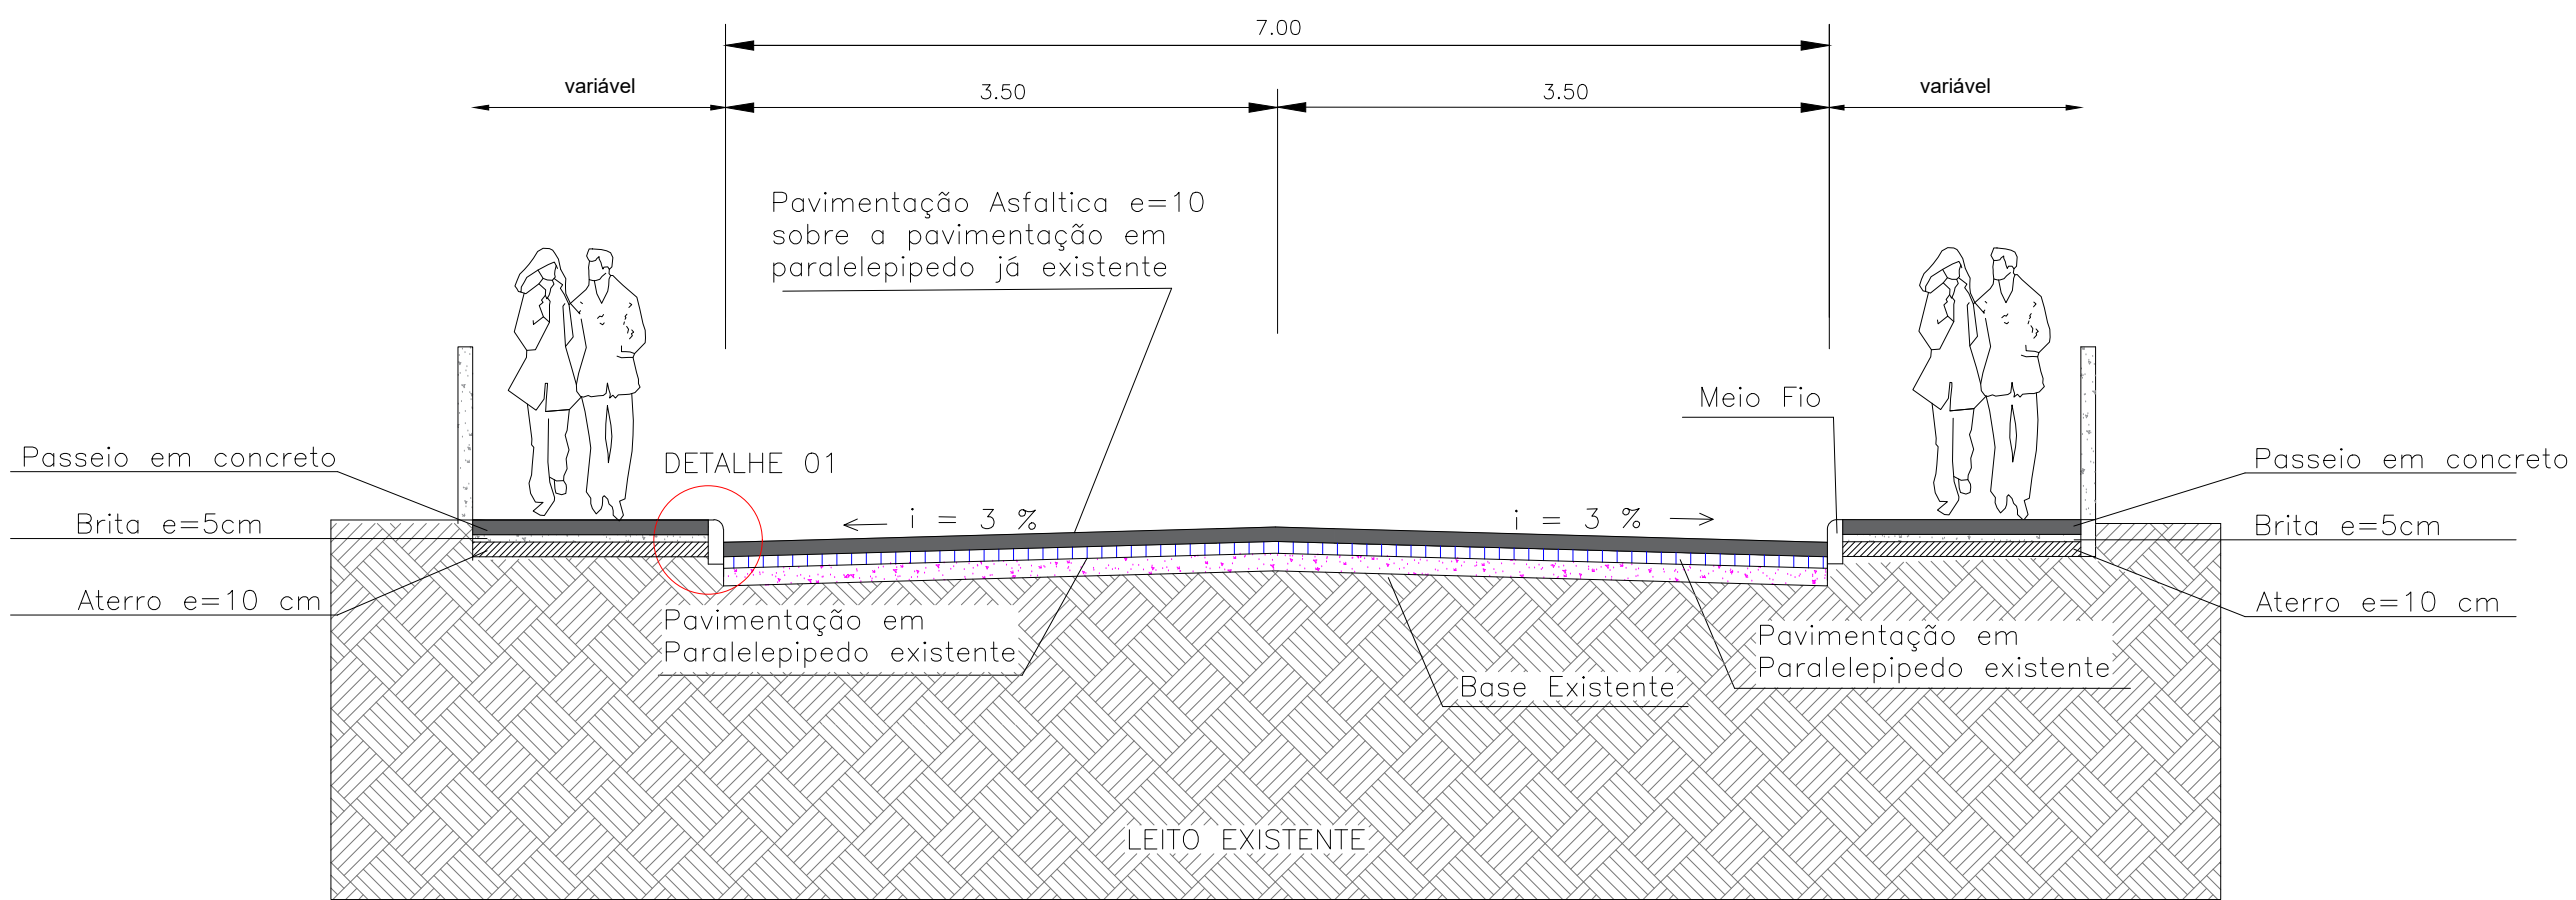 7.00
variável
3.50
3.50
variável
Pavimentação Asfaltica e=10
sobre a pavimentação em
paralelepipedo já existente
Meio Fio
Passeio em concreto
DETALHE 01
Passeio em concreto
Brita e=5cm
i = 3 %
i = 3 %
Brita e=5cm
Aterro e=10 cm
Aterro e=10 cm
Pavimentação em
Paralelepipedo existente
Pavimentação em
Paralelepipedo existente
Base Existente
LEITO EXISTENTE